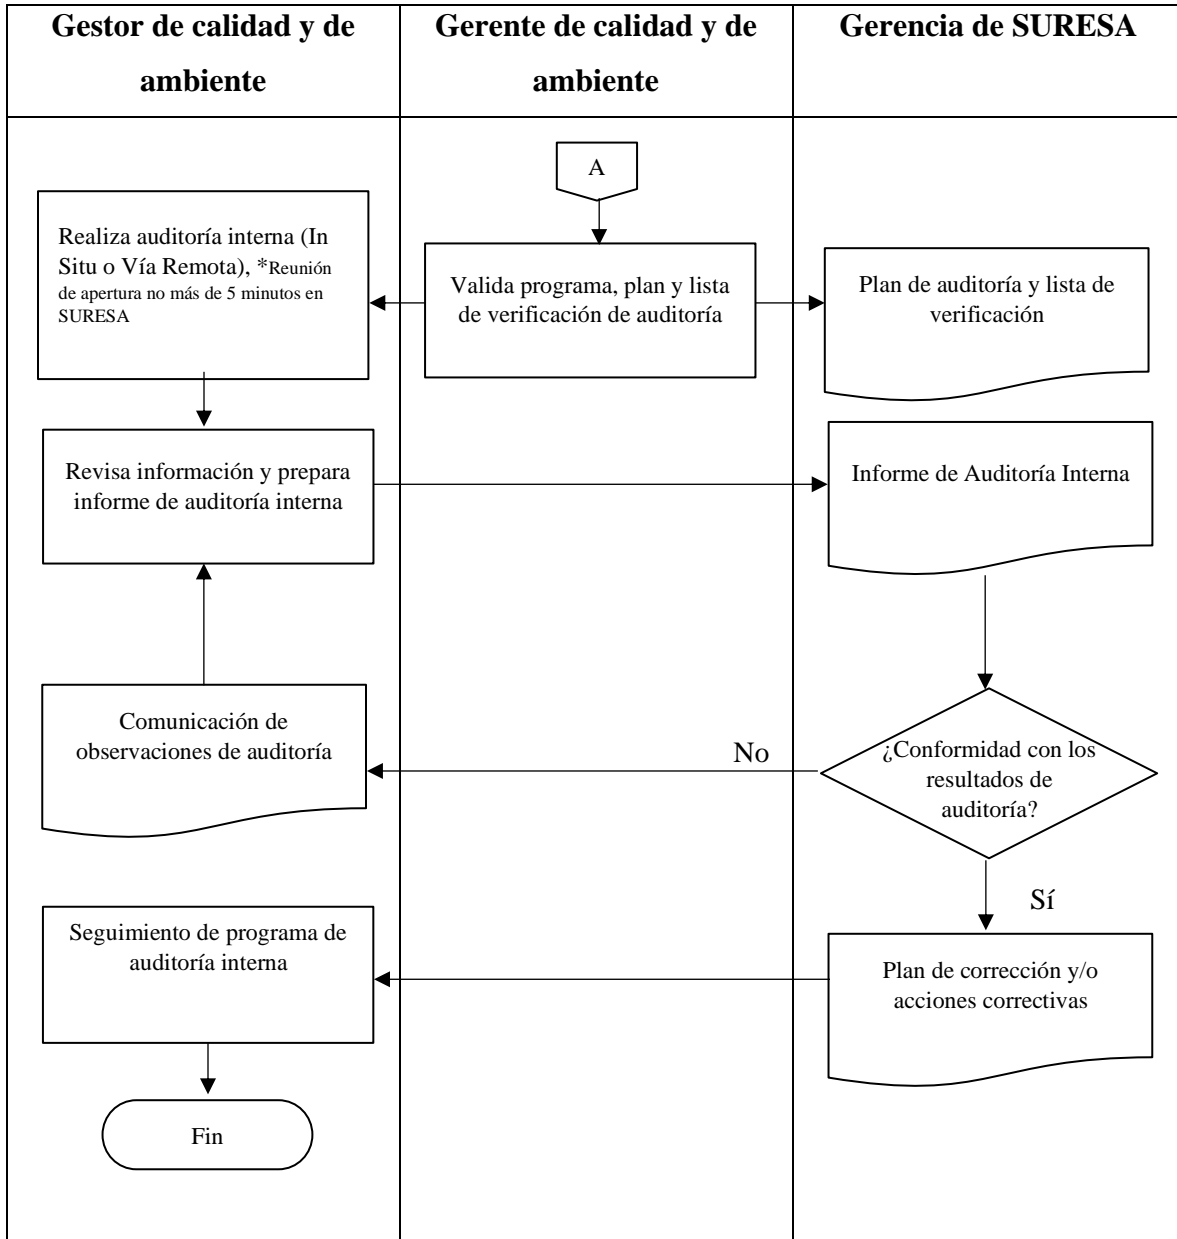 Gestor de calidad y de
ambiente
Gerente de calidad y de
ambiente
Gerencia de SURESA
A
Realiza auditoría interna (In
Situ o Vía Remota), *Reunión
de apertura no más de 5 minutos en
SURESA
Valida programa, plan y lista
de verificación de auditoría
Plan de auditoría y lista de
verificación
Revisa información y prepara
informe de auditoría interna
Informe de Auditoría Interna
Comunicación de
observaciones de auditoría
No
¿Conformidad con los
resultados de
auditoría?
Sí
Seguimiento de programa de
auditoría interna
Plan de corrección y/o
acciones correctivas
Fin